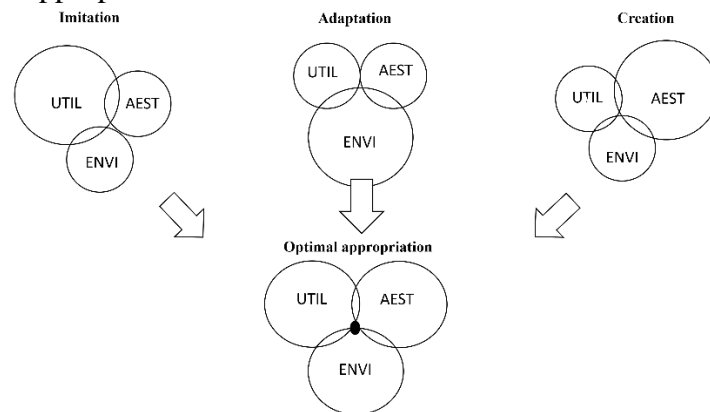 Imitation
Adaptation
Creation
UTIL
AEST
ENVI
UTIL
AEST
ENVI
UTIL
AEST
ENVI
Optimal appropriation
UTIL
AEST
ENVI